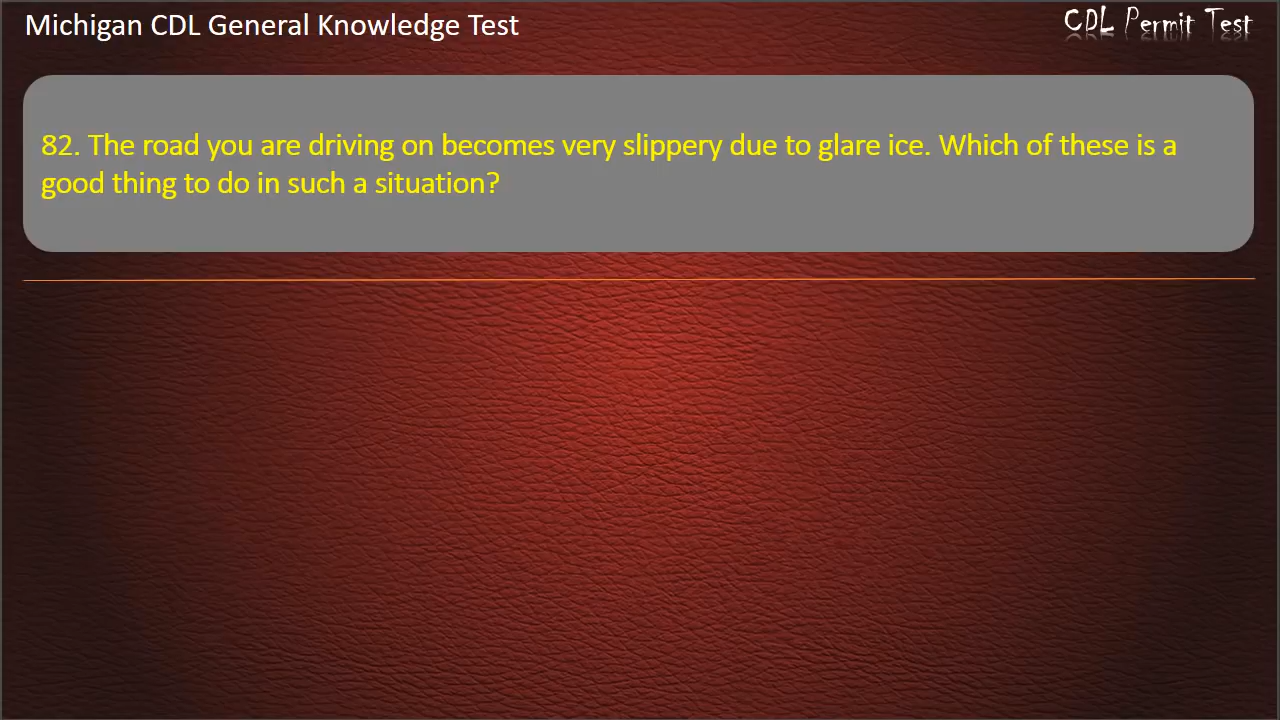 Michigan CDL General Knowledge Test
CDL Permit Test
82. The road you are driving on becomes very slippery due to glare ice. Which of these is a
good thing to do in such a situation?